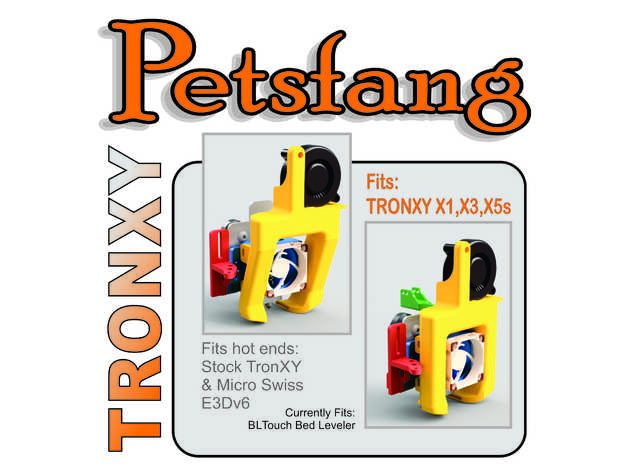 Petsfang
TRONXY
Fits:
TRONXY X1,X3,X5s
Fits hot ends:
Stock TronXY
& Micro Swiss
E3Dv6
Currently Fits:
BLTouch Bed Leveler